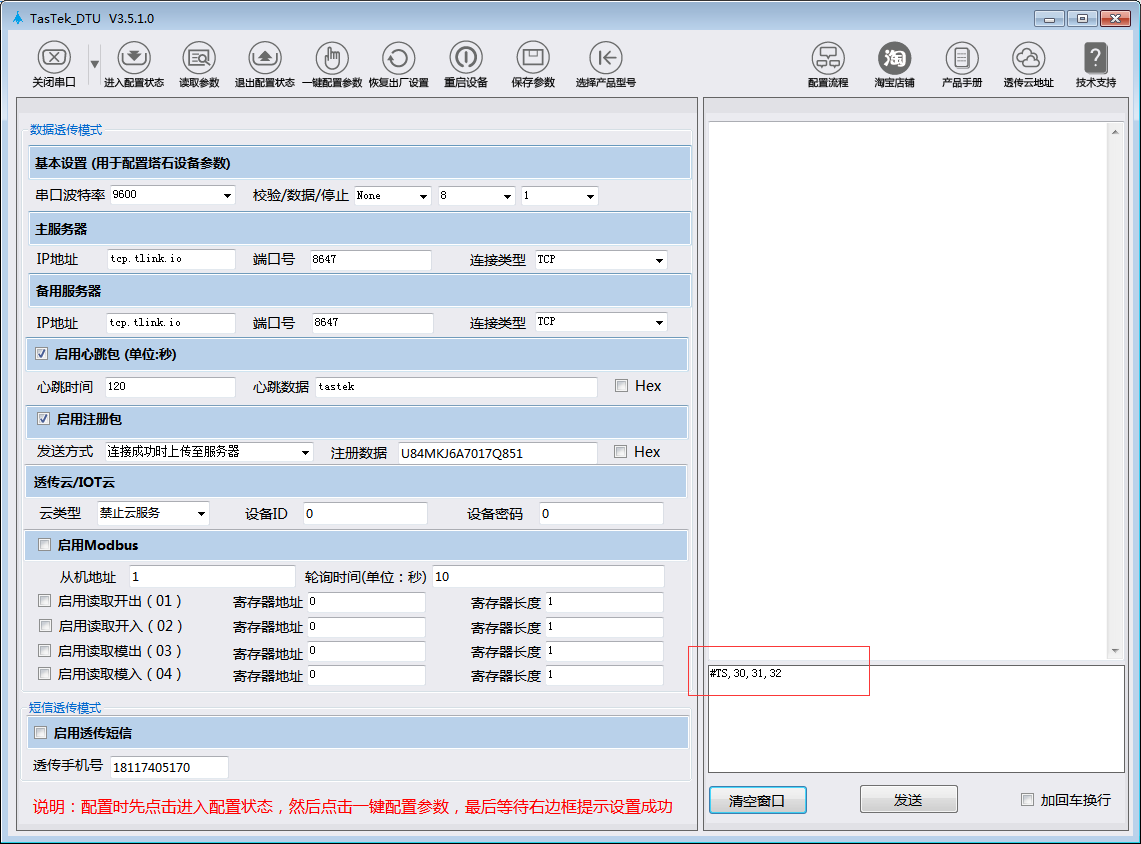 TasTek_DTU V3.5.1.0
关闭串口 进入配置状态 读取参数 退出配置状态 一键配置参数 恢复出厂设置 重启设备 保存参数 选择产品型号 配置流程 淘宝店铺 产品手册 透传云地址 技术支持
淘
数据透传模式
基本设置 (用于配置塔石设备参数)
串口波特率 9600 校验/数据/停止 None 8 1
主服务器
IP地址 tcp.tlink.io 端口号 8647 连接类型 TCP
备用服务器
IP地址 tcp.tlink.io 端口号 8647 连接类型 TCP
启用心跳包 (单位:秒)
心跳时间 120 心跳数据 tastek Hex
启用注册包
发送方式 连接成功时上传至服务器 注册数据 U84MKJ6A7017Q851 Hex
透传云/IOT云
云类型 禁止云服务 设备ID 0 设备密码 0
启用Modbus
从机地址 1 轮询时间(单位：秒) 10
启用读取开出（01） 寄存器地址 0 寄存器长度 1
启用读取开入（02） 寄存器地址 0 寄存器长度 1
启用读取模出（03） 寄存器地址 0 寄存器长度 1
启用读取模入（04） 寄存器地址 0 寄存器长度 1
短信透传模式
启用透传短信
透传手机号 18117405170
说明：配置时先点击进入配置状态，然后点击一键配置参数，最后等待右边框提示设置成功
#TS,30,31,32
清空窗口 发送 加回车换行